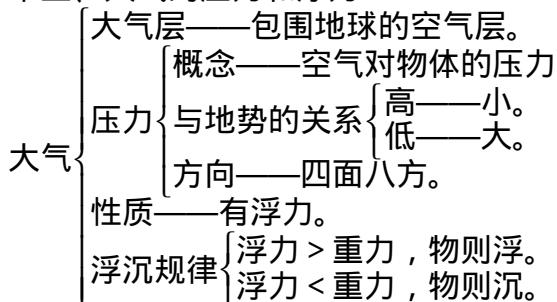 大气层——包围地球的空气层。
概念——空气对物体的压力
压力
与地势的关系
高——小。
低——大。
大气
方向——四面八方。
性质——有浮力。
浮沉规律
浮力＞重力，物则浮。
浮力＜重力，物则沉。